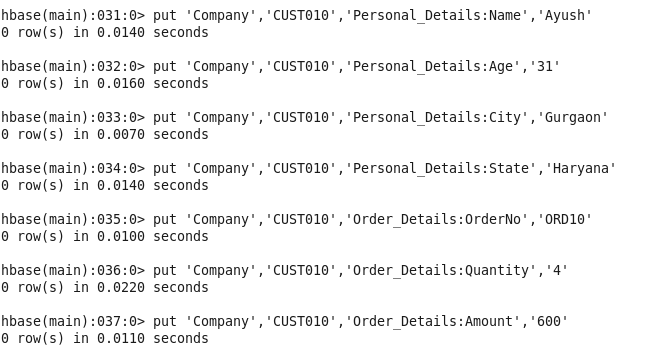 hbase(main):031:0> put 'Company','CUST010','Personal_Details:Name','Ayush'
0 row(s) in 0.0140 seconds
hbase(main):032:0> put 'Company','CUST010','Personal_Details:Age','31'
0 row(s) in 0.0160 seconds
hbase(main):033:0> put 'Company','CUST010','Personal_Details:City','Gurgaon'
0 row(s) in 0.0070 seconds
hbase(main):034:0> put 'Company','CUST010','Personal_Details:State','Haryana'
0 row(s) in 0.0140 seconds
hbase(main):035:0> put 'Company','CUST010','Order_Details:OrderNo','ORD10'
0 row(s) in 0.0100 seconds
hbase(main):036:0> put 'Company','CUST010','Order_Details:Quantity','4'
0 row(s) in 0.0220 seconds
hbase(main):037:0> put 'Company','CUST010','Order_Details:Amount','600'
0 row(s) in 0.0110 seconds